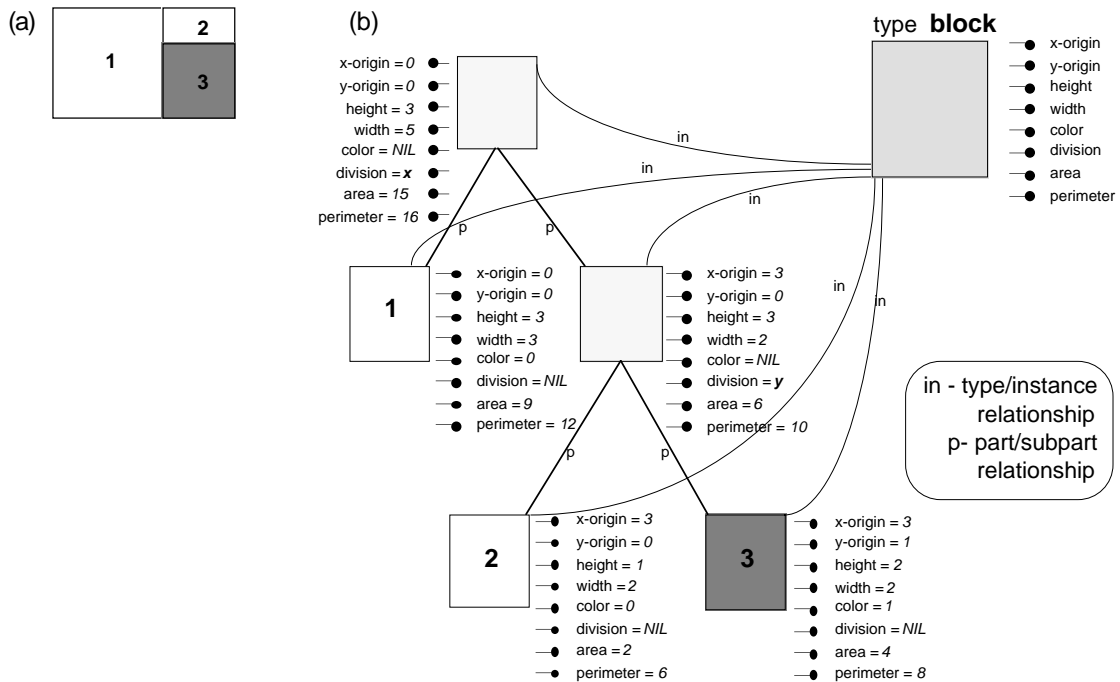 (a)
1
2
3
(b)
x-origin = 0
y-origin = 0
height = 3
width = 5
color = NIL
division = x
area = 15
perimeter = 16
type block
x-origin
y-origin
height
width
color
division
area
perimeter
in
in
in
in
in
p
p
1
x-origin = 0
y-origin = 0
height = 3
width = 3
color = 0
division = NIL
area = 9
perimeter = 12
x-origin = 3
y-origin = 0
height = 3
width = 2
color = NIL
division = y
area = 6
perimeter = 10
p
p
in - type/instance
relationship
p- part/subpart
relationship
2
x-origin = 3
y-origin = 0
height = 1
width = 2
color = 0
division = NIL
area = 2
perimeter = 6
3
x-origin = 3
y-origin = 1
height = 2
width = 2
color = 1
division = NIL
area = 4
perimeter = 8